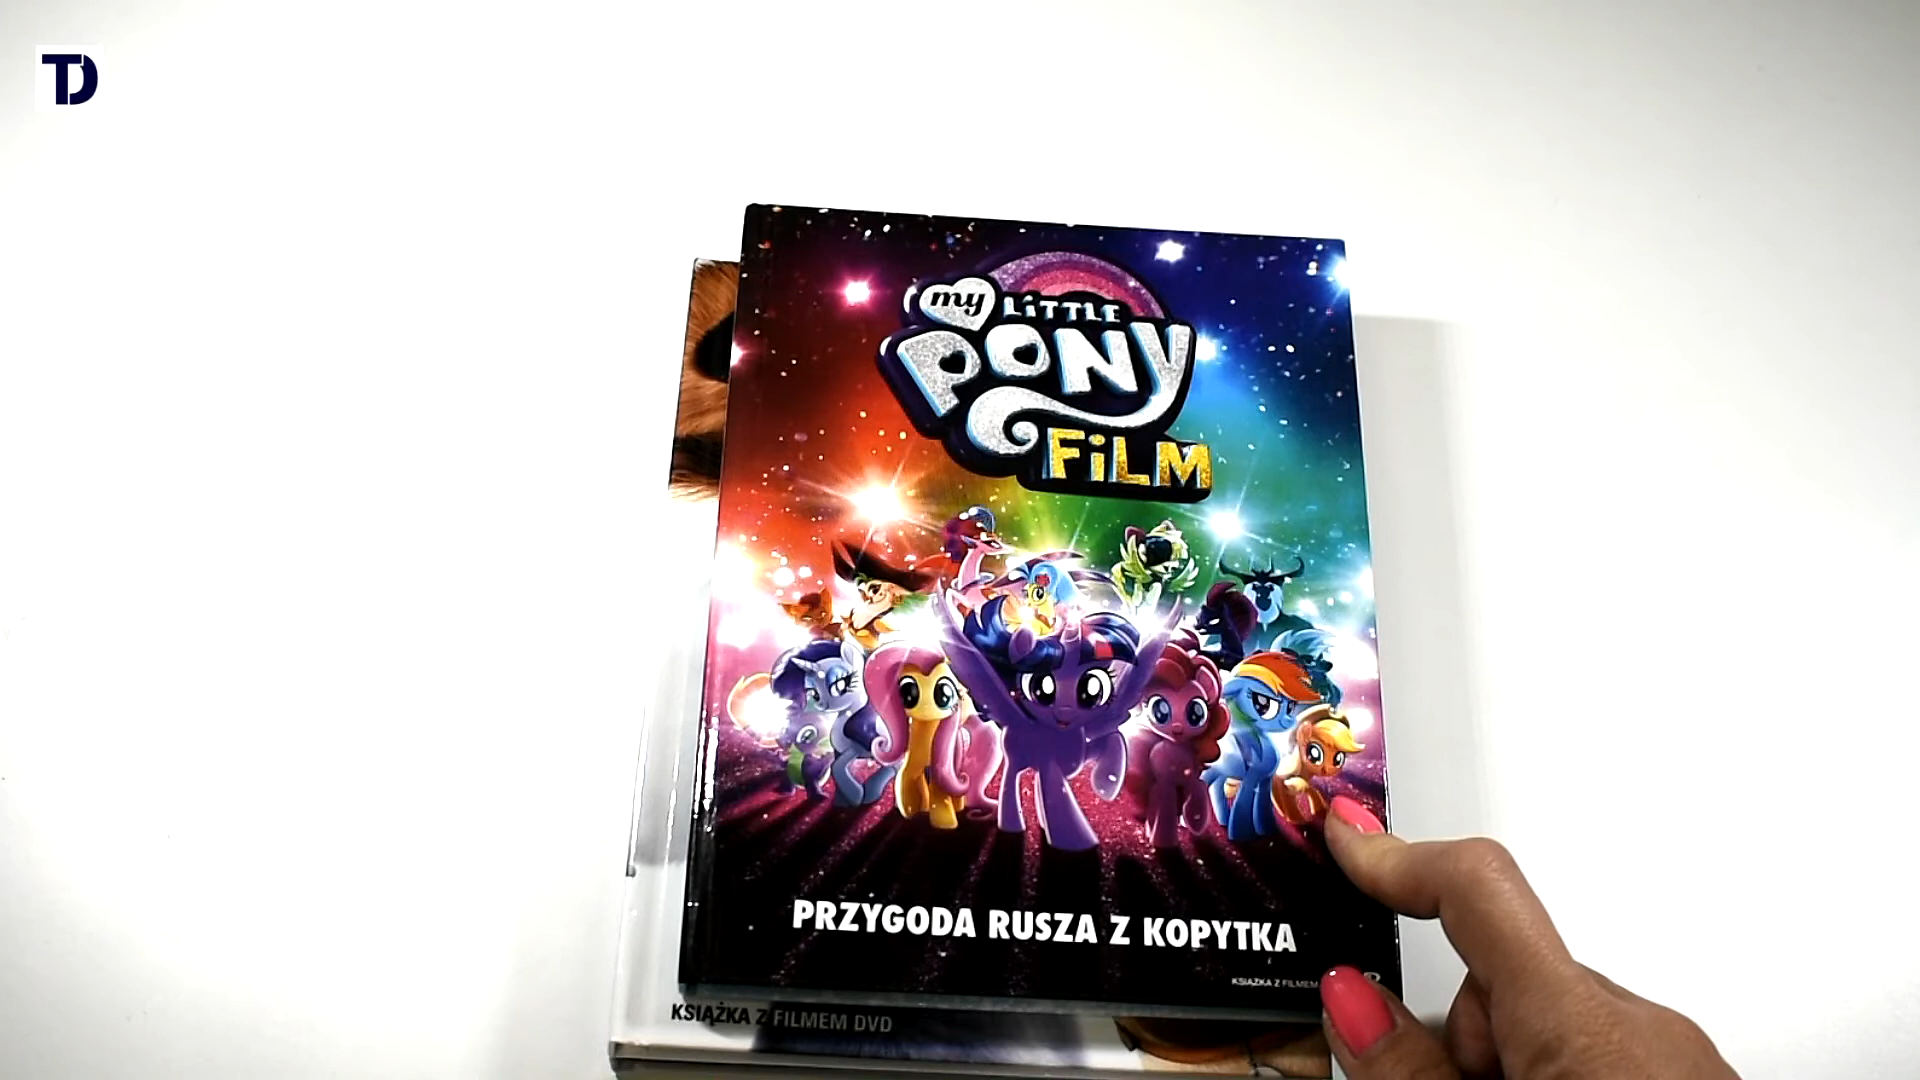 TD
my LiTTLE
PONY
FiLM
PRZYGODA RUSZA Z KOPYTKA
KSIĄŻKA Z FILMEM
KSIĄŻKA Z FILMEM DVD